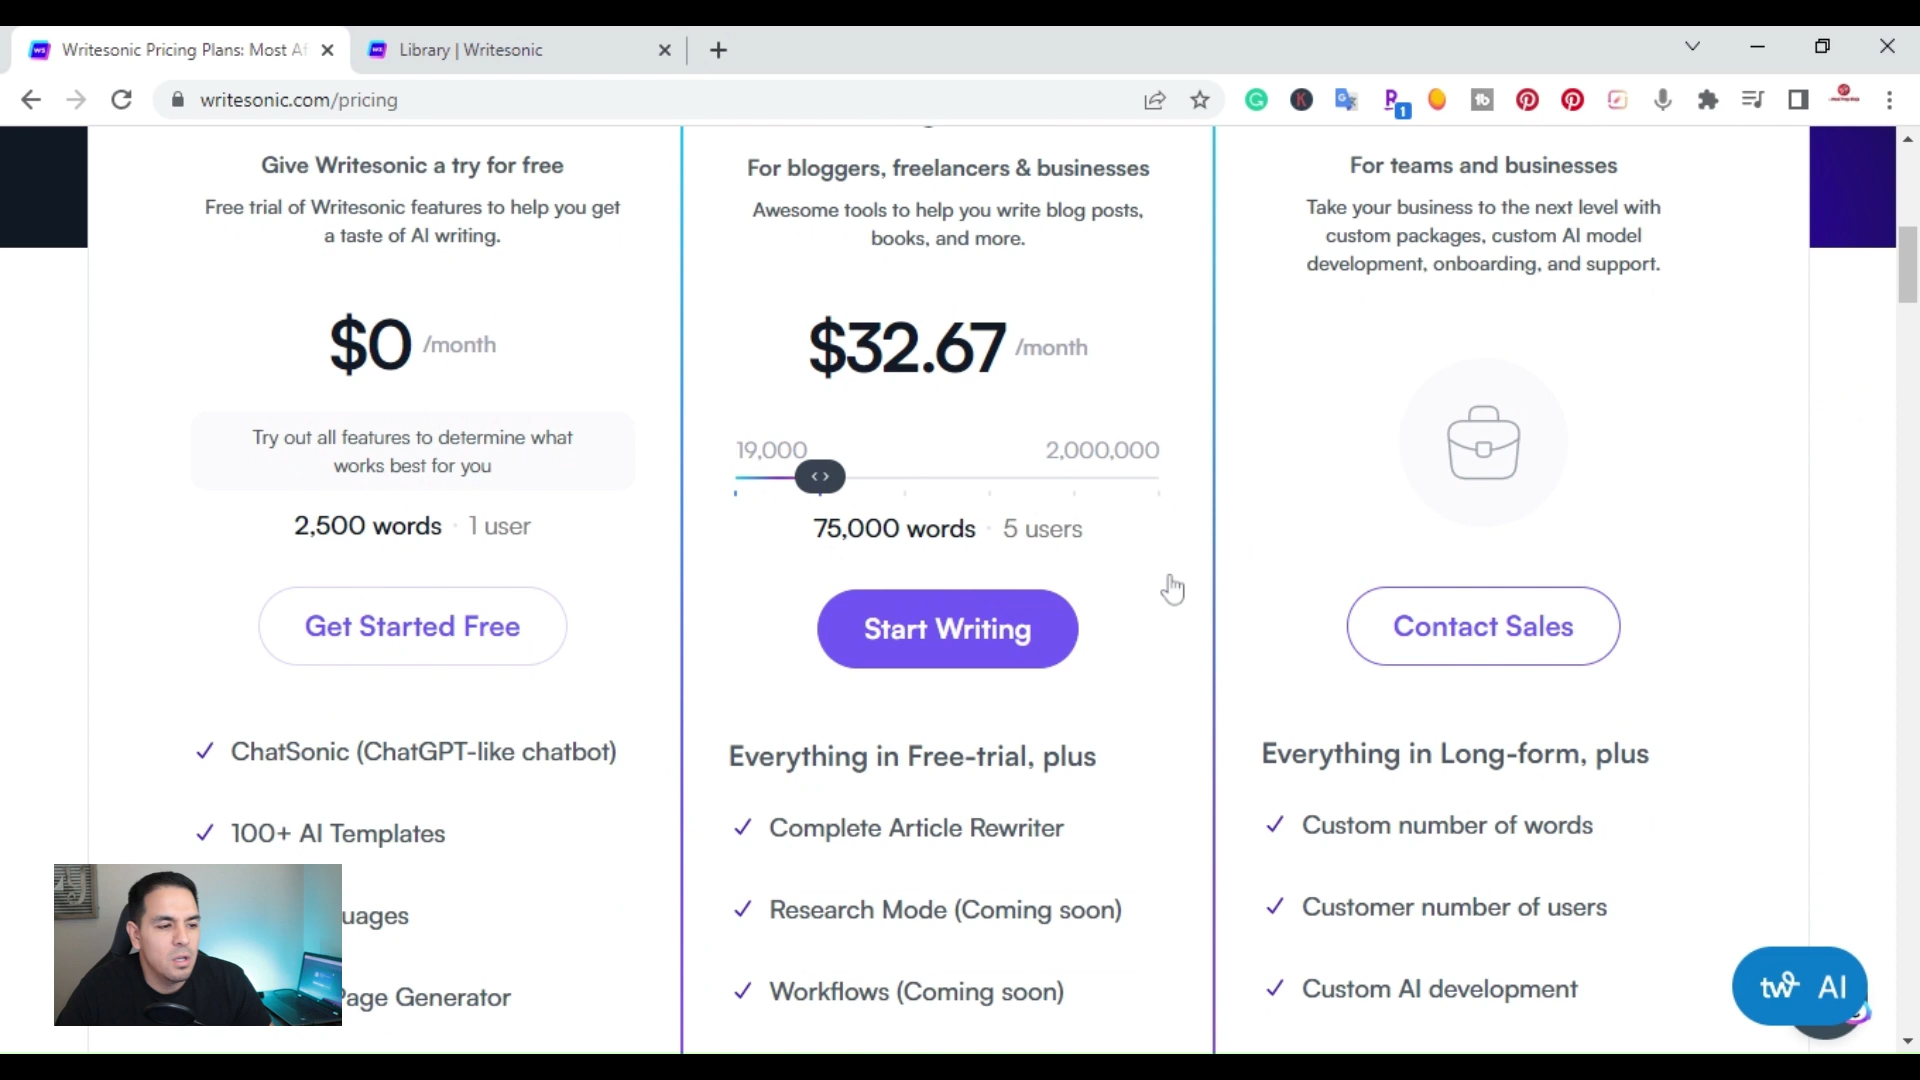 Writesonic Pricing Plans: Most Af
Library | Writesonic
writesonic.com/pricing
Give Writesonic a try for free
Free trial of Writesonic features to help you get
a taste of AI writing.
$0 /month
Try out all features to determine what
works best for you
2,500 words · 1 user
Get Started Free
ChatSonic (ChatGPT-like chatbot)
100+ AI Templates
uages
Page Generator
For bloggers, freelancers & businesses
Awesome tools to help you write blog posts,
books, and more.
$32.67 /month
19,000 2,000,000
75,000 words · 5 users
Start Writing
Everything in Free-trial, plus
Complete Article Rewriter
Research Mode (Coming soon)
Workflows (Coming soon)
For teams and businesses
Take your business to the next level with
custom packages, custom AI model
development, onboarding, and support.
Contact Sales
Everything in Long-form, plus
Custom number of words
Customer number of users
Custom AI development
tw AI